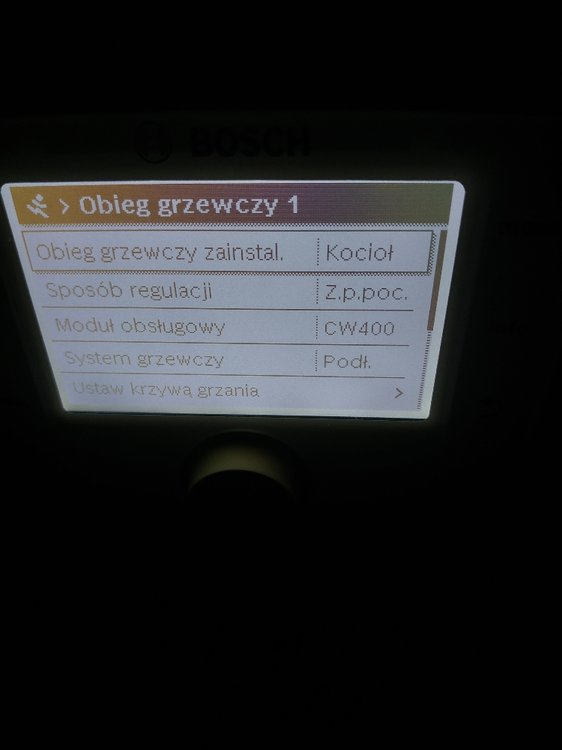 BOSCH
> Obieg grzewczy 1
Obieg grzewczy zainstal. Kocioł
Sposób regulacji Z.p.poc.
Moduł obsługowy CW400
System grzewczy Podł.
Ustaw krzywą grzania >